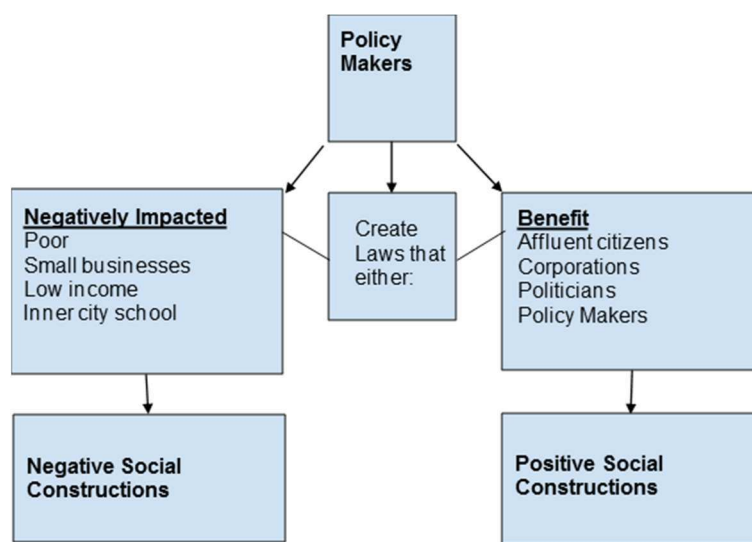 Policy
Makers
Negatively Impacted
Poor
Small businesses
Low income
Inner city school
Create
Laws that
either:
Benefit
Affluent citizens
Corporations
Politicians
Policy Makers
Negative Social
Constructions
Positive Social
Constructions